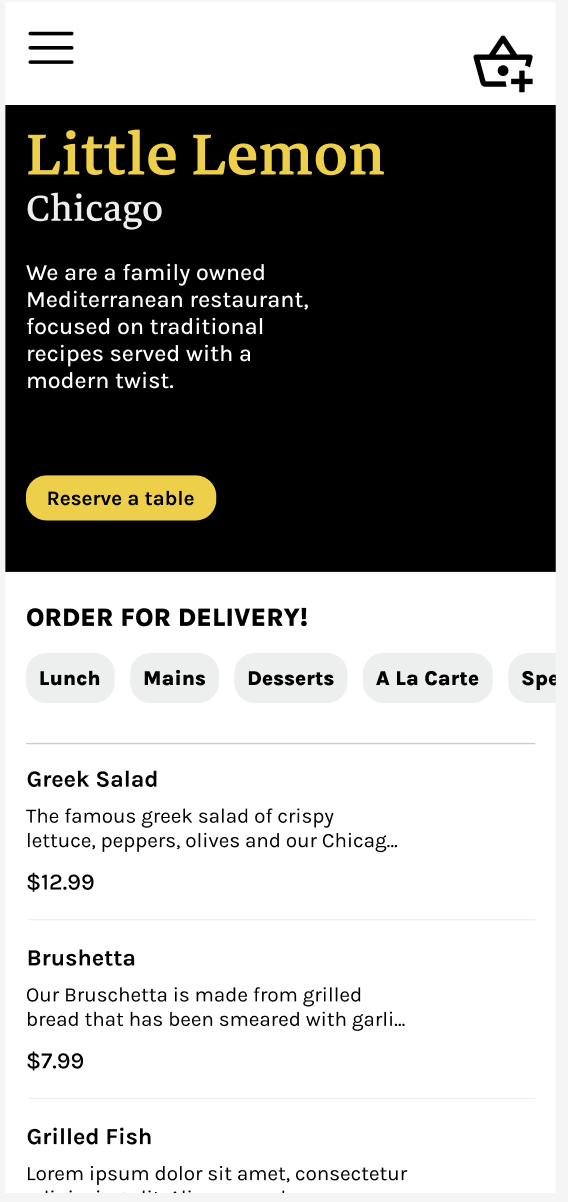 Little Lemon
Chicago
We are a family owned
Mediterranean restaurant,
focused on traditional
recipes served with a
modern twist.
Reserve a table
ORDER FOR DELIVERY!
Lunch Mains Desserts A La Carte Spe
Greek Salad
The famous greek salad of crispy
lettuce, peppers, olives and our Chicag...
$12.99
Brushetta
Our Bruschetta is made from grilled
bread that has been smeared with garli...
$7.99
Grilled Fish
Lorem ipsum dolor sit amet, consectetur